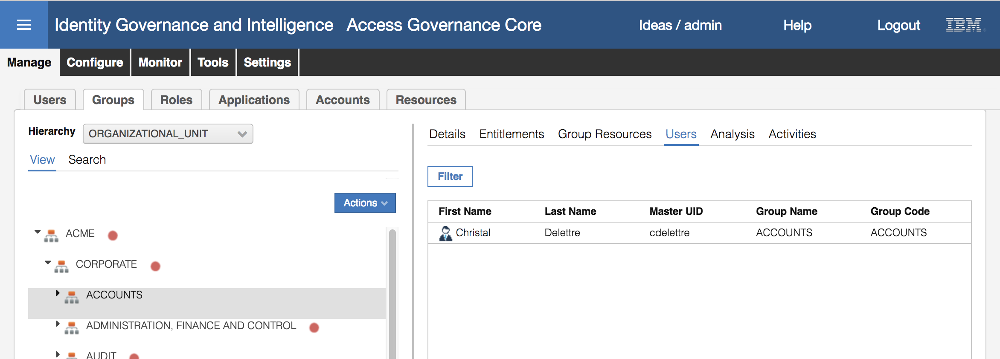 Identity Governance and Intelligence Access Governance Core Ideas / admin Help Logout IBM
Manage Configure Monitor Tools Settings
Users Groups Roles Applications Accounts Resources
Hierarchy ORGANIZATIONAL_UNIT
View Search
Actions
ACME
CORPORATE
ACCOUNTS
ADMINISTRATION, FINANCE AND CONTROL
AUDIT
Details Entitlements Group Resources Users Analysis Activities
Filter
First Name Last Name Master UID Group Name Group Code
Christal Delettre cdelettre ACCOUNTS ACCOUNTS